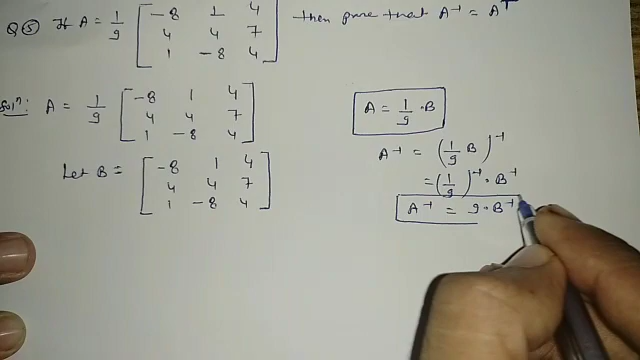 Q⑤ If A = 1/9 [ -8 1 4
4 4 7
1 -8 4 ] then prove that A⁻¹ = Aᵀ
Solⁿ: A = 1/9 [ -8 1 4
4 4 7
1 -8 4 ]
Let B = [ -8 1 4
4 4 7
1 -8 4 ]
A = 1/9 · B
A⁻¹ = (1/9 B)⁻¹
= (1/9)⁻¹ · B⁻¹
A⁻¹ = 9 · B⁻¹